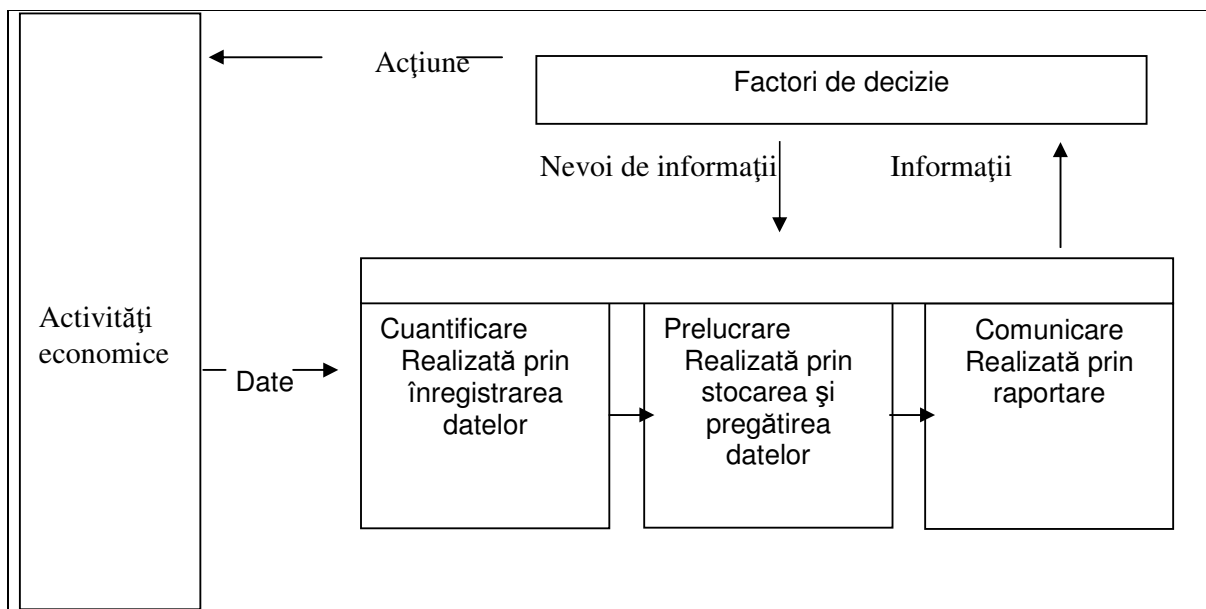 Acţiune
Factori de decizie
Nevoi de informaţii
Informaţii
Activităţi
economice
Date
Cuantificare
Realizată prin
înregistrarea
datelor
Prelucrare
Realizată prin
stocarea şi
pregătirea
datelor
Comunicare
Realizată prin
raportare